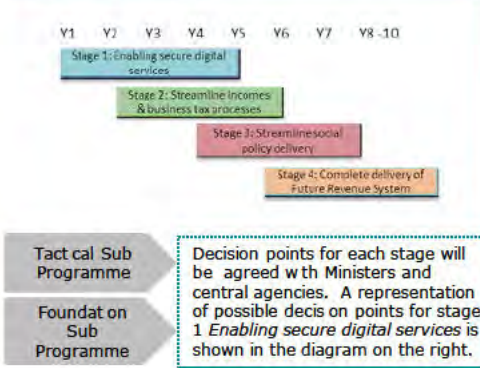 Y1 Y2 Y3 Y4 Y5 Y6 Y7 Y8 -10
Stage 1: Enabling secure digital
services
Stage 2: Streamline incomes
& business tax processes
Stage 3: Streamline social
policy delivery
Stage 4: Complete delivery of
Future Revenue System
Tact cal Sub
Programme
Foundat on
Sub
Programme
Decision points for each stage will
be agreed w th Ministers and
central agencies. A representation
of possible decis on points for stage
1 Enabling secure digital services is
shown in the diagram on the right.